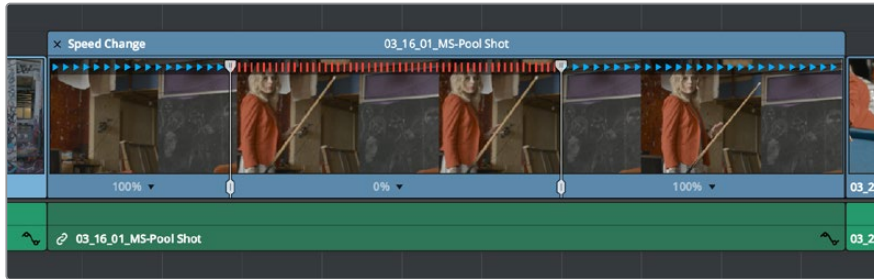 × Speed Change 03_16_01_MS-Pool Shot
100% 0% 100% 03_2
03_16_01_MS-Pool Shot 03_2